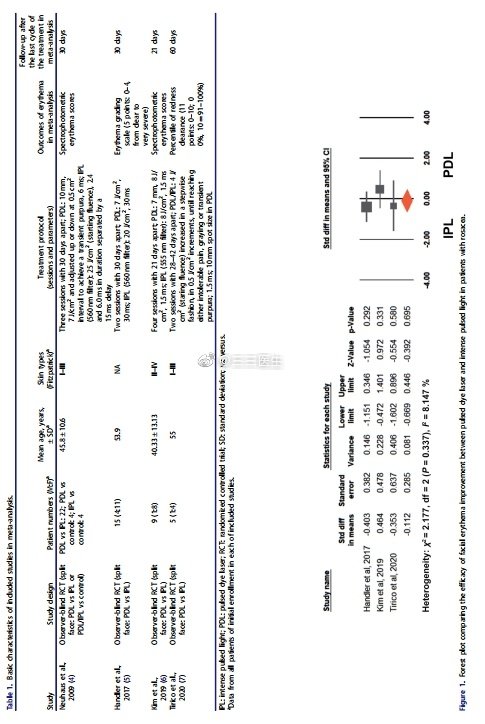 Table 1. Basic characteristics of included studies in meta-analysis.
Study
Study design
Patient numbers (M:F)ᵃ
Mean age, years, ± SDᵃ
Skin types (Fitzpatrick)ᵃ
Treatment protocol (sessions and parameters)
Outcomes of erythema in meta-analysis
Follow-up after the last cycle of the treatment in meta-analysis
Neuhaus et al., 2009 (4)
Observer-blind RCT (split face: PDL vs IPL or PDL/IPL vs control)
PDL vs IPL: 22; PDL vs control: 4; IPL vs control: 4
45.8 ± 10.6
I–III
Three sessions with 30 days apart; PDL: 10 mm, 7 J/cm² and adjusted up or down at 0.5 cm² interval to achieve a transient purpura, 6 ms; IPL (560 nm filter): 25 J/cm² (starting fluence), 2.4 and 6.0 ms in duration separated by a 15 ms delay
Spectrophotometric erythema scores
30 days
Handler et al., 2017 (5)
Observer-blind RCT (split face: PDL vs IPL)
15 (4:11)
53.9
NA
Two sessions with 30 days apart; PDL: 7 J/cm², 30 ms; IPL (560 nm filter): 20 J/cm², 30 ms
Erythema grading scale (5 points: 0–4, from clear to very severe)
30 days
Kim et al., 2019 (6)
Observer-blind RCT (split face: PDL vs IPL)
9 (1:8)
40.33 ± 13.13
II–IV
Four sessions with 21 days apart; PDL: 7 mm, 8 J/cm², 1.5 ms; IPL (555 nm filter): 8 J/cm², 1.5 ms
Spectrophotometric erythema scores
21 days
Tirico et al., 2020 (7)
Observer-blind RCT (split face: PDL vs IPL)
5 (1:4)
55
I–III
Two sessions with 28–42 days apart; PDL/IPL: 4 J/cm² (starting fluence) increased in a stepwise fashion, in 0.5 J/cm² increments, until reaching either intolerable pain, graying or transient purpura; 1.5 ms; 10 mm spot size in PDL
Percentile of redness clearance (11 points: 0–10; 0 0%, 10 = 91–100%)
60 days
IPL: intense pulsed light; PDL: pulsed dye laser; RCT: randomized controlled trial; SD: standard deviation; vs: versus.
ᵃData from all patients of initial enrollment in each of included studies.
Study name
Statistics for each study
Std diff in means and 95% CI
Std diff in means
Standard error
Variance
Lower limit
Upper limit
Z-Value
p-Value
Handler et al, 2017 -0.403 0.382 0.146 -1.151 0.346 -1.054 0.292
Kim et al, 2019 0.464 0.478 0.228 -0.472 1.401 0.972 0.331
Tirico et al, 2020 -0.353 0.637 0.406 -1.602 0.896 -0.554 0.580
-0.112 0.285 0.081 -0.669 0.446 -0.392 0.695
-4.00 -2.00 0.00 2.00 4.00
IPL PDL
Heterogeneity: χ² = 2.177, df = 2 (P = 0.337), I² = 8.147 %
Figure 1. Forest plot comparing the efficacy of facial erythema improvement between pulsed dye laser and intense pulsed light in patients with rosacea.